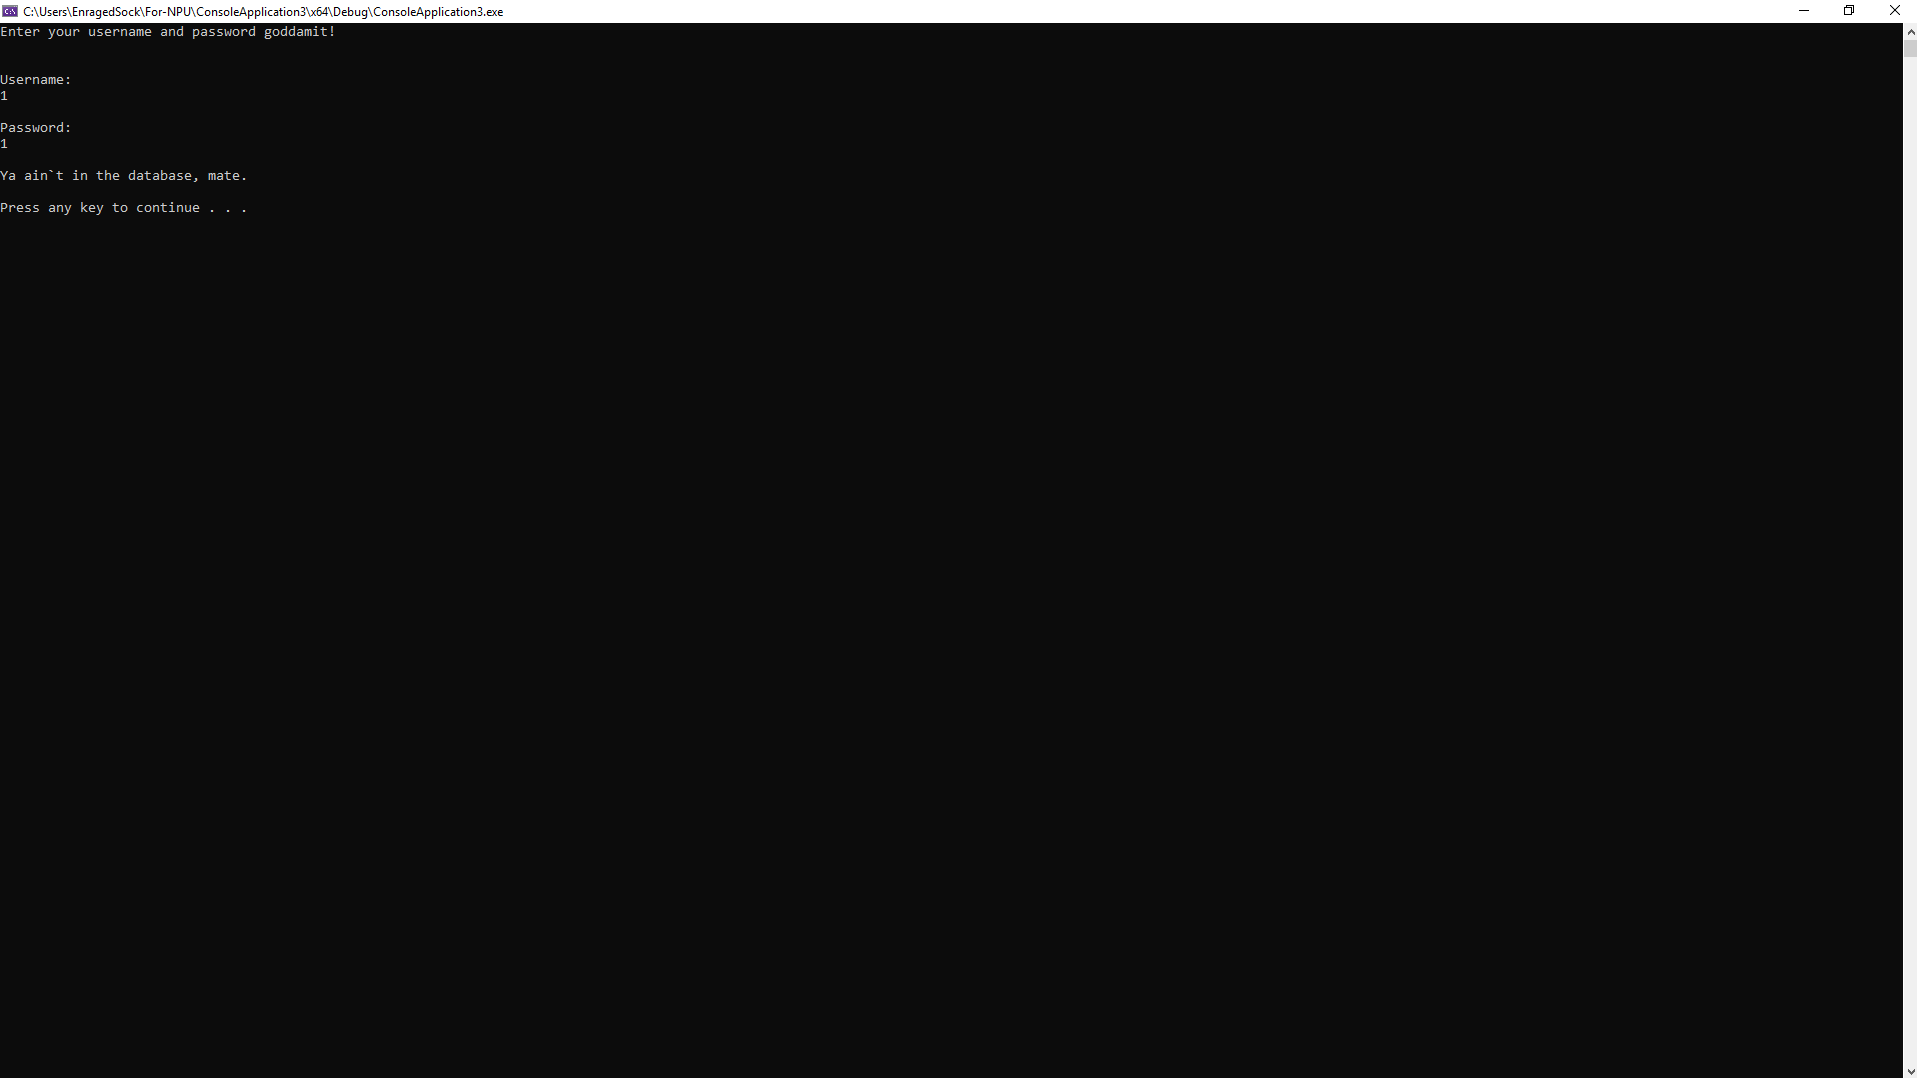 C:\Users\EnragedSock\For-NPU\ConsoleApplication3\x64\Debug\ConsoleApplication3.exe
Enter your username and password goddamit!
Username:
1
Password:
1
Ya ain`t in the database, mate.
Press any key to continue . . .